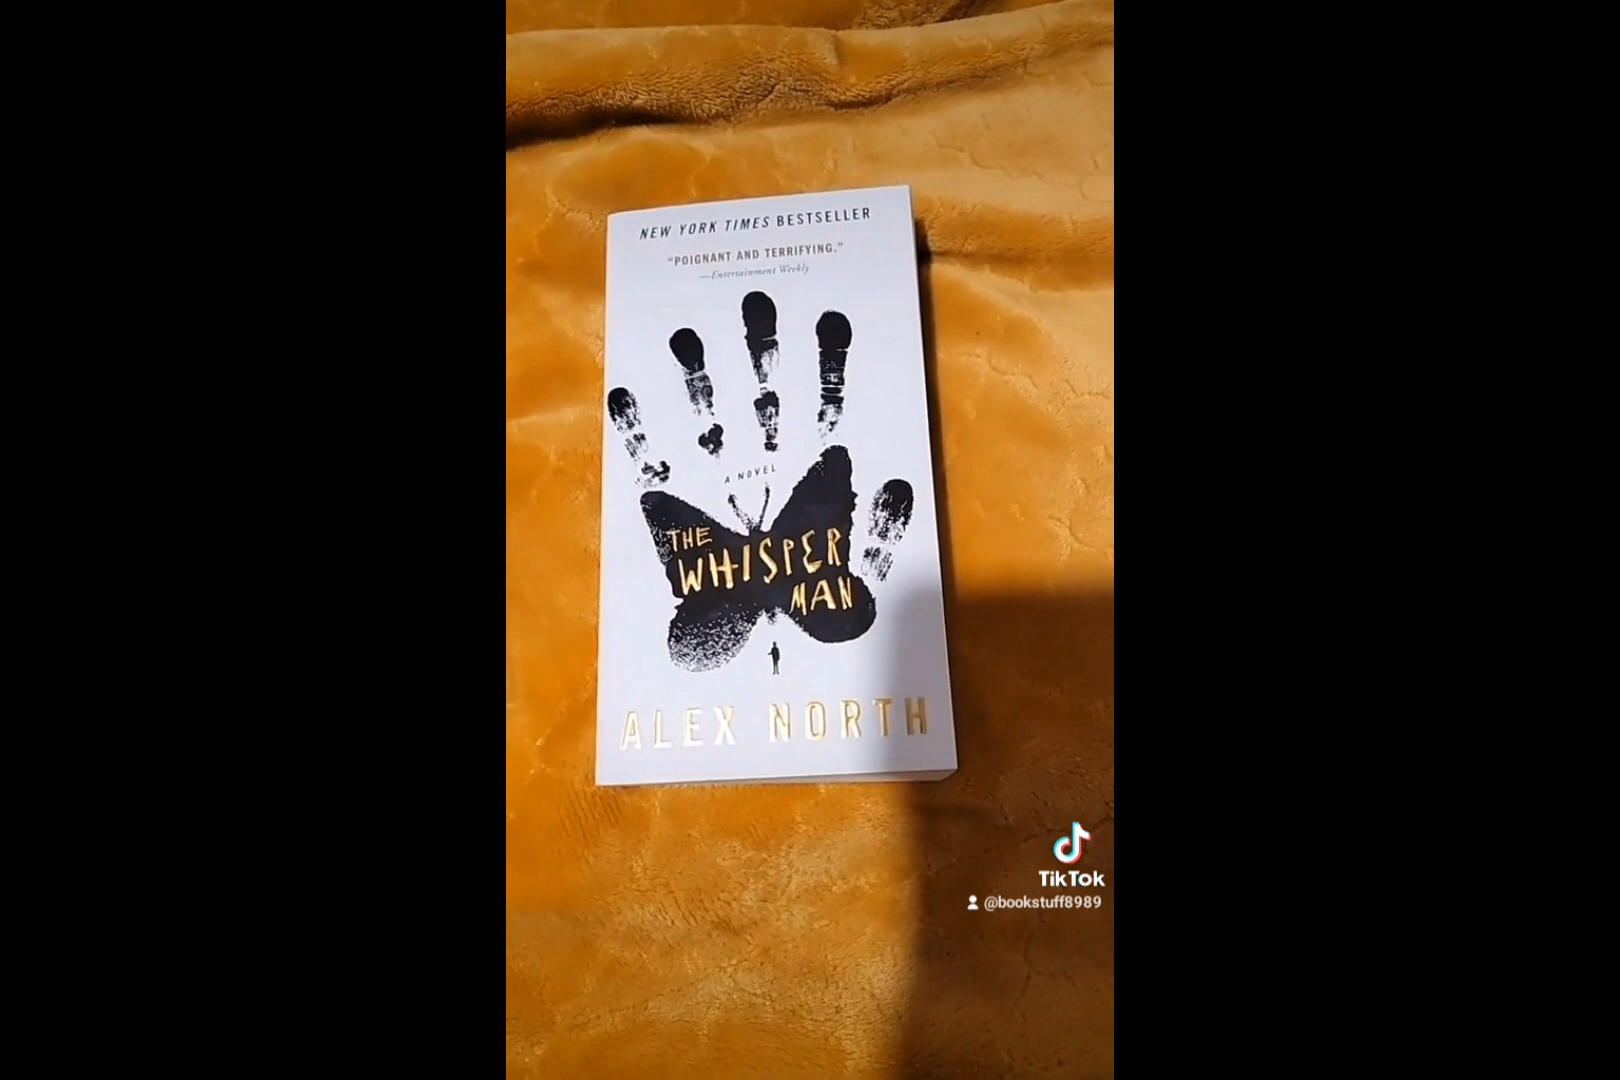 NEW YORK TIMES BESTSELLER
"POIGNANT AND TERRIFYING."
—Entertainment Weekly
A NOVEL
THE
WHISPER
MAN
ALEX NORTH
TikTok
@bookstuff8989